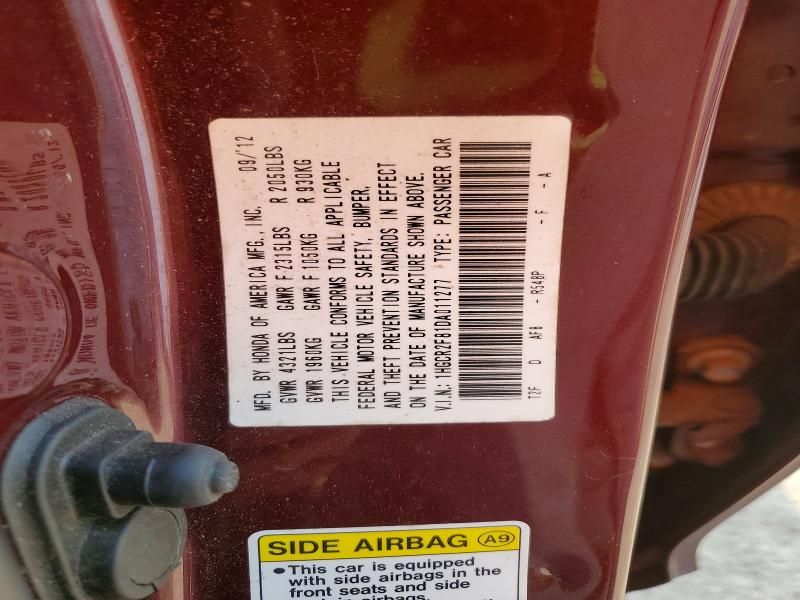 MFD. BY HONDA OF AMERICA MFG., INC. 09/'12
GVWR 4321LBS GAWR F 2315LBS R 2050LBS
GVWR 1960KG GAWR F 1050KG R 930KG
THIS VEHICLE CONFORMS TO ALL APPLICABLE
FEDERAL MOTOR VEHICLE SAFETY, BUMPER,
AND THEFT PREVENTION STANDARDS IN EFFECT
ON THE DATE OF MANUFACTURE SHOWN ABOVE.
V.I.N.: 1HGCR2F81DA011277 TYPE: PASSENGER CAR
T2F D AF8 - R548P - F - A
SIDE AIRBAG A9
• This car is equipped
with side airbags in the
front seats and side
airbags.